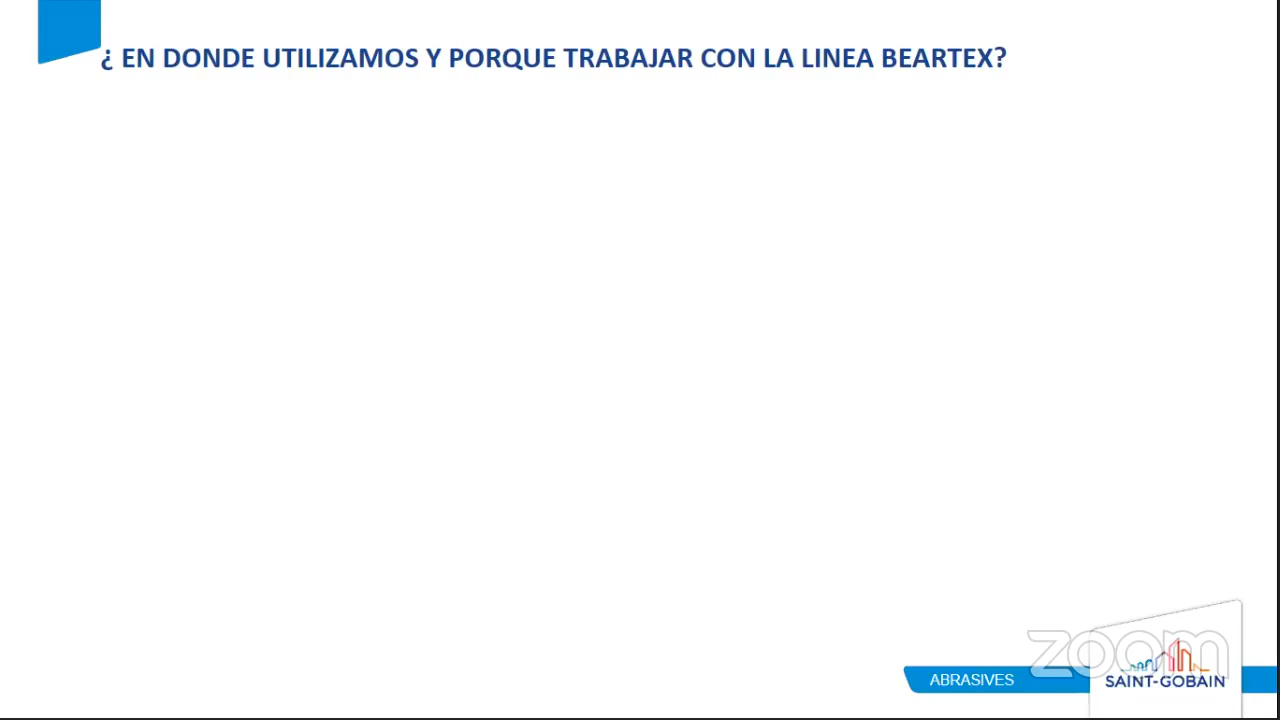 ¿ EN DONDE UTILIZAMOS Y PORQUE TRABAJAR CON LA LINEA BEARTEX?
zoom
ABRASIVES
SAINT-GOBAIN